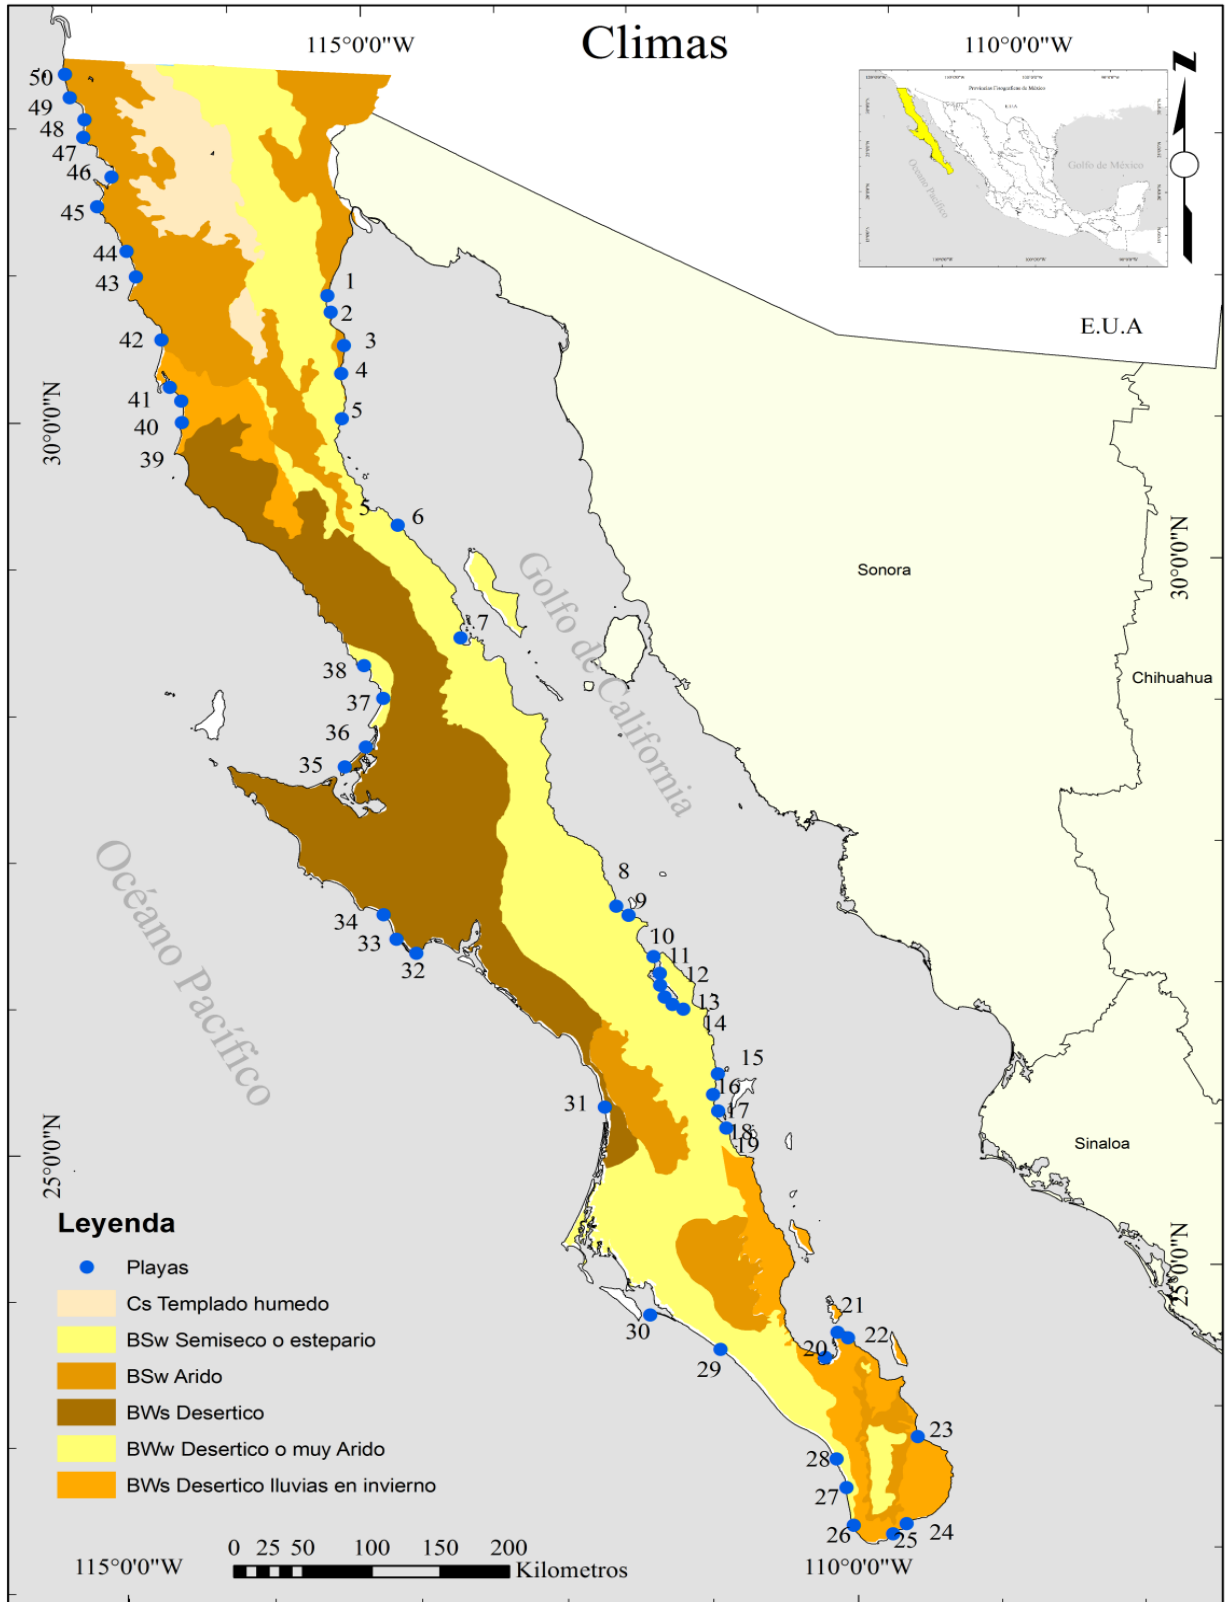 Climas
115°0'0"W
110°0'0"W
Provincias Fisiograficas de México
E.U.A
Golfo de México
Oceano Pacífico
E.U.A
30°0'0"N
30°0'0"N
Sonora
Chihuahua
Sinaloa
Golfo de California
Océano Pacífico
25°0'0"N
25°0'0"N
50
49
48
47
46
45
44
43
42
41
40
39
1
2
3
4
5
5
6
7
38
37
36
35
34
33
32
8
9
10
11
12
13
14
15
16
17
18
19
31
30
29
21
20
22
23
28
27
26
25
24
Leyenda
Playas
Cs Templado humedo
BSw Semiseco o estepario
BSw Arido
BWs Desertico
BWw Desertico o muy Arido
BWs Desertico lluvias en invierno
0 25 50 100 150 200
Kilometros
115°0'0"W
110°0'0"W